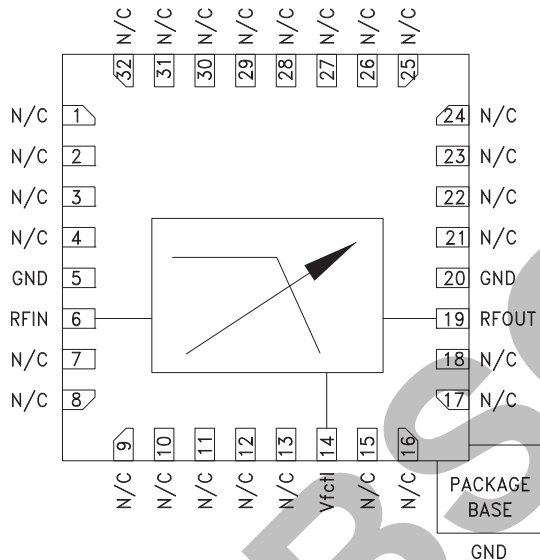 N/C N/C N/C N/C N/C N/C N/C N/C
32 31 30 29 28 27 26 25
N/C 1
N/C 2
N/C 3
N/C 4
GND 5
RFIN 6
N/C 7
N/C 8
24 N/C
23 N/C
22 N/C
21 N/C
20 GND
19 RFOUT
18 N/C
17 N/C
9 10 11 12 13 14 15 16
N/C N/C N/C N/C N/C Vfctl N/C N/C
PACKAGE
BASE
GND